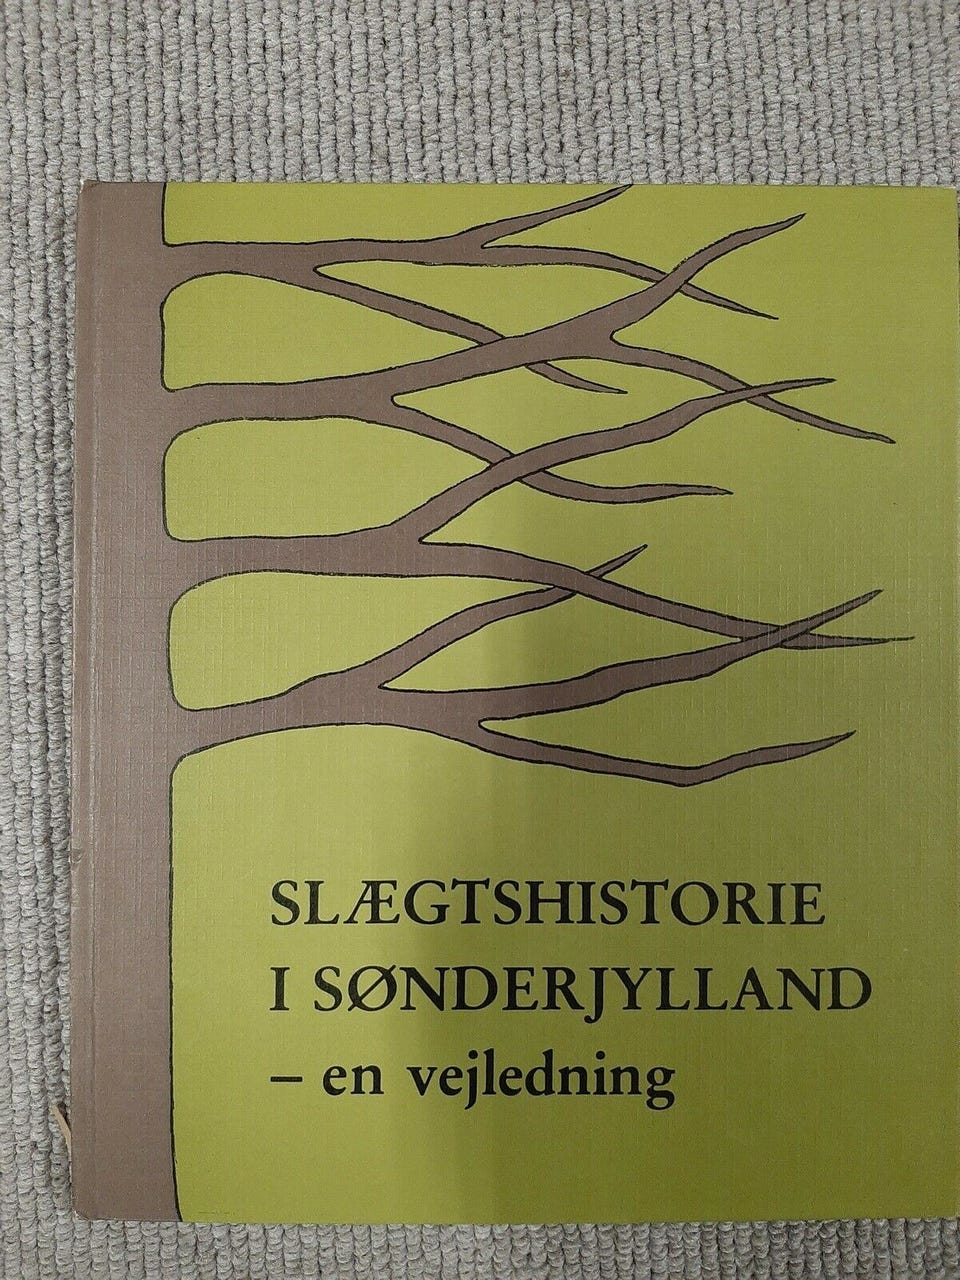 SLÆGTSHISTORIE
I SØNDERJYLLAND
– en vejledning